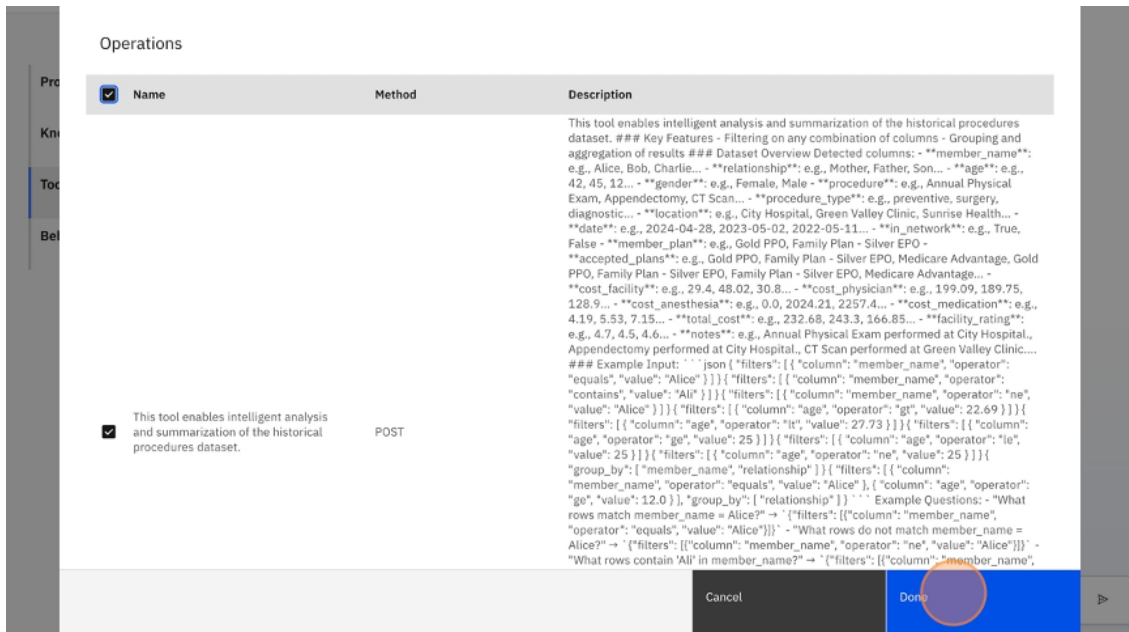 Operations
Pro
Kno
Too
Beh
Name Method Description
This tool enables intelligent analysis and summarization of the historical procedures
dataset. ### Key Features - Filtering on any combination of columns - Grouping and
aggregation of results ### Dataset Overview Detected columns: - **member_name**:
e.g., Alice, Bob, Charlie... - **relationship**: e.g., Mother, Father, Son... - **age**: e.g.,
42, 45, 12... - **gender**: e.g., Female, Male - **procedure**: e.g., Annual Physical
Exam, Appendectomy, CT Scan... - **procedure_type**: e.g., preventive, surgery,
diagnostic... - **location**: e.g., City Hospital, Green Valley Clinic, Sunrise Health... -
**date**: e.g., 2024-04-28, 2023-05-02, 2022-05-11... - **in_network**: e.g., True,
False - **member_plan**: e.g., Gold PPO, Family Plan - Silver EPO -
**accepted_plans**: e.g., Gold PPO, Family Plan - Silver EPO, Medicare Advantage, Gold
PPO, Family Plan - Silver EPO, Family Plan - Silver EPO, Medicare Advantage... -
**cost_facility**: e.g., 29.4, 48.02, 30.8... - **cost_physician**: e.g., 199.09, 189.75,
128.9... - **cost_anesthesia**: e.g., 0.0, 2024.21, 2257.4... - **cost_medication**: e.g.,
4.19, 5.53, 7.15... - **total_cost**: e.g., 232.68, 243.3, 166.85... - **facility_rating**:
e.g., 4.7, 4.5, 4.6... - **notes**: e.g., Annual Physical Exam performed at City Hospital.,
Appendectomy performed at City Hospital., CT Scan performed at Green Valley Clinic....
### Example Input: ```json { "filters": [ { "column": "member_name", "operator":
"equals", "value": "Alice" } ] } { "filters": [ { "column": "member_name", "operator":
"contains", "value": "Ali" } ] } { "filters": [ { "column": "member_name", "operator": "ne",
"value": "Alice" } ] } { "filters": [ { "column": "age", "operator": "gt", "value": 22.69 } ] } {
"filters": [ { "column": "age", "operator": "lt", "value": 27.73 } ] } { "filters": [ { "column":
"age", "operator": "ge", "value": 25 } ] } { "filters": [ { "column": "age", "operator": "le",
"value": 25 } ] } { "filters": [ { "column": "age", "operator": "ne", "value": 25 } ] } {
"group_by": [ "member_name", "relationship" ] } { "filters": [ { "column":
"member_name", "operator": "equals", "value": "Alice" }, { "column": "age", "operator":
"ge", "value": 12.0 } ], "group_by": [ "relationship" ] } ``` Example Questions: - "What
rows match member_name = Alice?" → `{"filters": [{"column": "member_name",
"operator": "equals", "value": "Alice"}]}` - "What rows do not match member_name =
Alice?" → `{"filters": [{"column": "member_name", "operator": "ne", "value": "Alice"}]}` -
"What rows contain 'Ali' in member_name?" → `{"filters": [{"column": "member_name",
This tool enables intelligent analysis
and summarization of the historical
procedures dataset.
POST
Cancel
Done